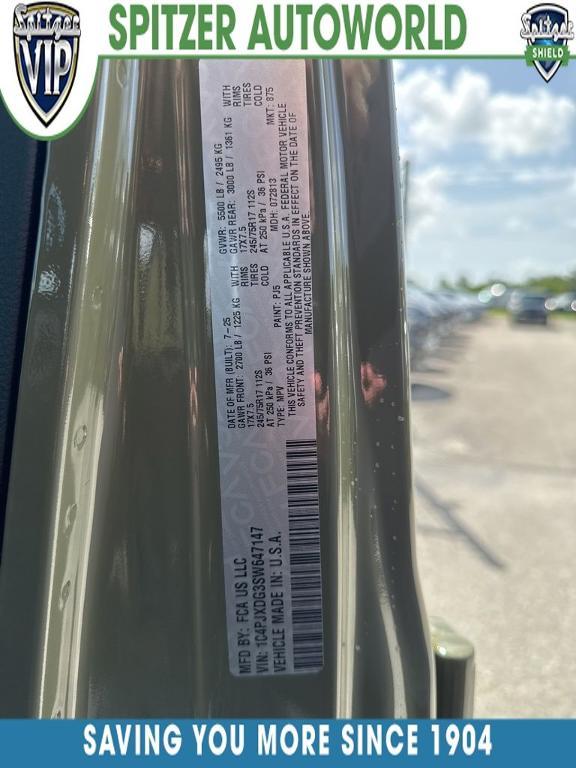 Spitzer
VIP
SPITZER AUTOWORLD
Spitzer
SHIELD
MFD BY: FCA US LLC
VIN: 1C4PJXDG3SW647147
VEHICLE MADE IN: U.S.A.
DATE OF MFR (BUILT): 7-25 GVWR: 5500 LB / 2495 KG
GAWR FRONT: 2700 LB / 1225 KG WITH GAWR REAR: 3000 LB / 1361 KG WITH
17X7.5 RIMS 17X7.5 RIMS
245/75R17 112S TIRES 245/75R17 112S TIRES
AT 250 kPa / 36 PSI COLD AT 250 kPa / 36 PSI COLD
TYPE: MPV PAINT: PJ5 MDH: 072813 MKT: 875
THIS VEHICLE CONFORMS TO ALL APPLICABLE U.S.A. FEDERAL MOTOR VEHICLE
SAFETY AND THEFT PREVENTION STANDARDS IN EFFECT ON THE DATE OF
MANUFACTURE SHOWN ABOVE.
SAVING YOU MORE SINCE 1904